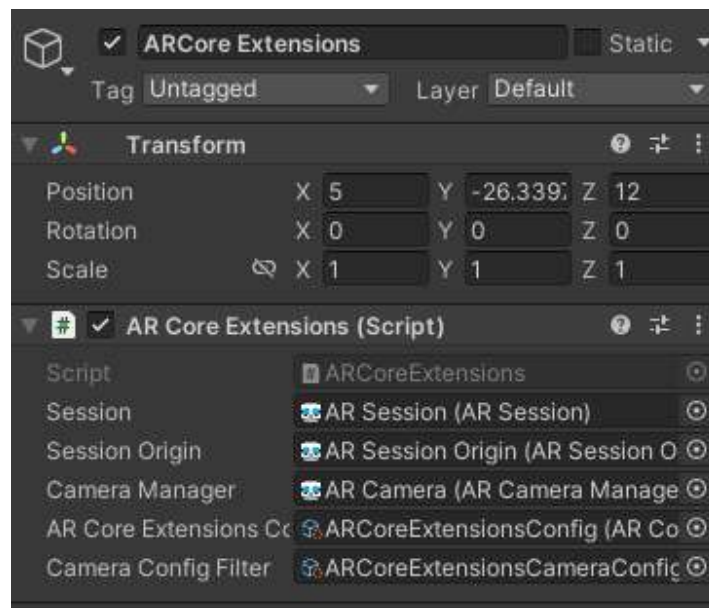 ARCore Extensions Static
Tag Untagged Layer Default
Transform
Position X 5 Y -26.339 Z 12
Rotation X 0 Y 0 Z 0
Scale X 1 Y 1 Z 1
# AR Core Extensions (Script)
Script # ARCoreExtensions
Session AR Session (AR Session)
Session Origin AR Session Origin (AR Session O
Camera Manager AR Camera (AR Camera Manage
AR Core Extensions Cc ARCoreExtensionsConfig (AR Co
Camera Config Filter ARCoreExtensionsCameraConfig